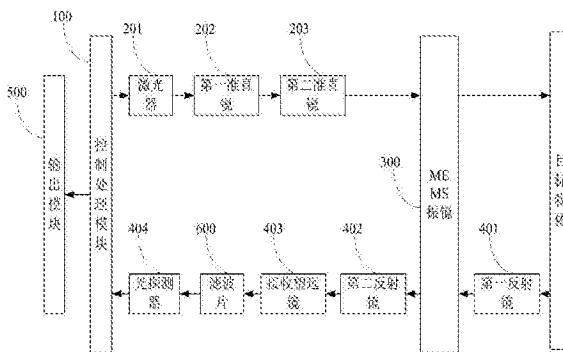 100
201
202
203
500
激光器
第一准直镜
第二准直镜
输出模块
控制处理模块
300
MEMS振镜
404
600
403
402
401
光探测器
滤波片
接收望远镜
第二反射镜
第一反射镜